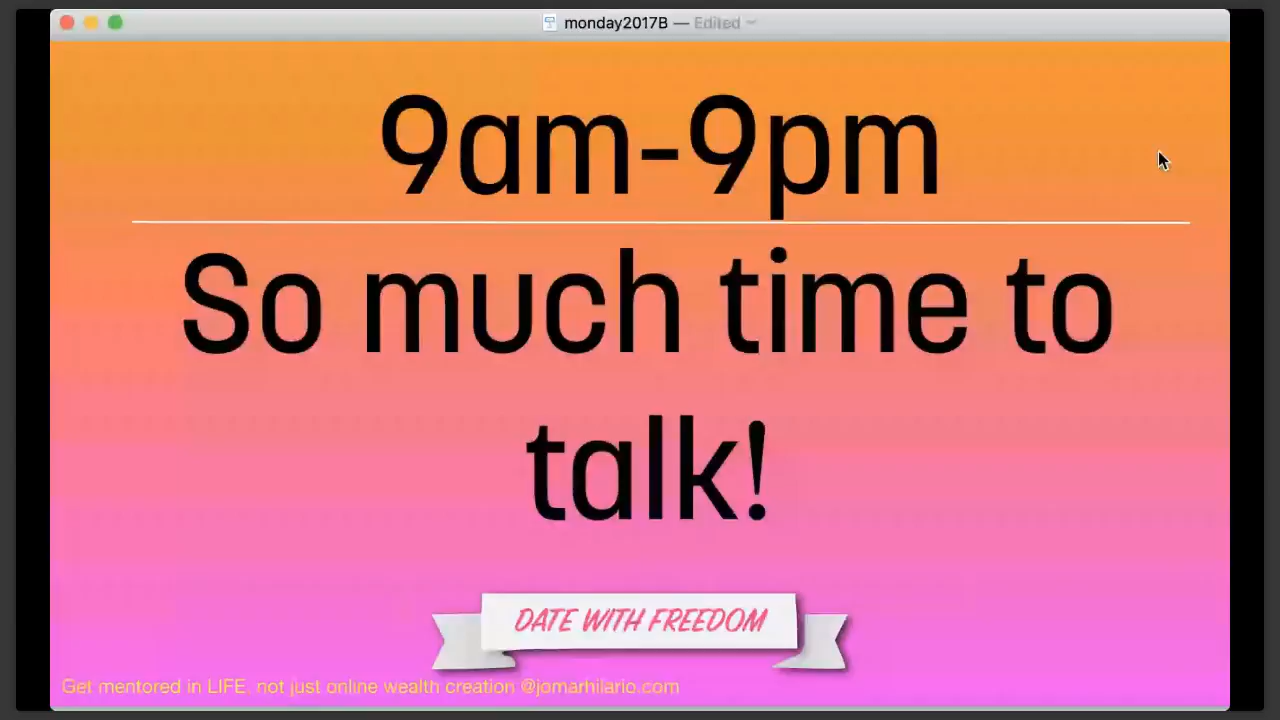 monday2017B — Edited
9am-9pm
So much time to
talk!
DATE WITH FREEDOM
Get mentored in LIFE, not just online wealth creation @jomarhilario.com